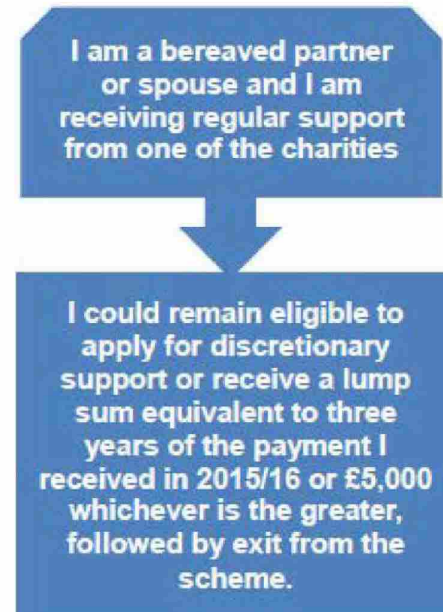 I am a bereaved partner
or spouse and I am
receiving regular support
from one of the charities
I could remain eligible to
apply for discretionary
support or receive a lump
sum equivalent to three
years of the payment I
received in 2015/16 or £5,000
whichever is the greater,
followed by exit from the
scheme.